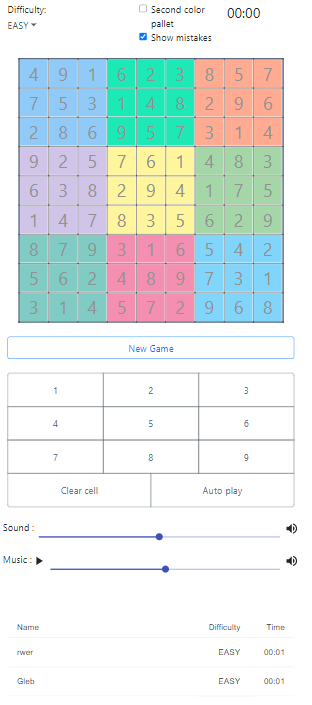 Difficulty:
EASY
Second color pallet
Show mistakes
00:00
4 9 1 6 2 3 8 5 7
7 5 3 1 4 8 2 9 6
2 8 6 9 5 7 3 1 4
9 2 5 7 6 1 4 8 3
6 3 8 2 9 4 1 7 5
1 4 7 8 3 5 6 2 9
8 7 9 3 1 6 5 4 2
5 6 2 4 8 9 7 3 1
3 1 4 5 7 2 9 6 8
New Game
1 2 3
4 5 6
7 8 9
Clear cell Auto play
Sound :
Music :
Name Difficulty Time
rwer EASY 00:01
Gleb EASY 00:01